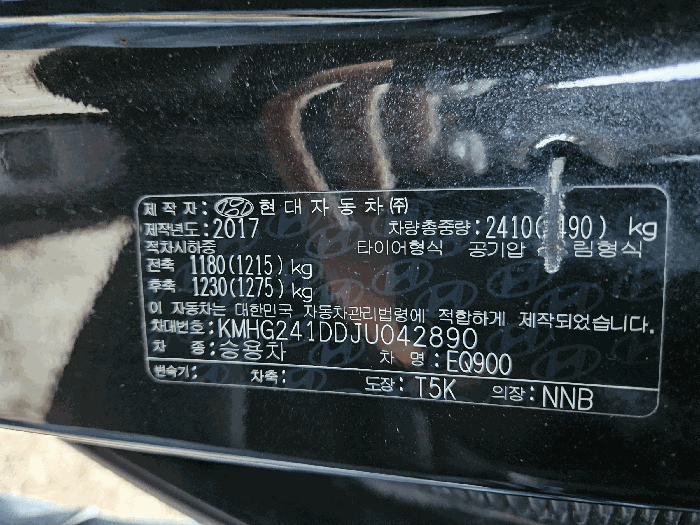 제 작 자: 현대자동차(주)
제작년도:2017 차량총중량:2410( 490) kg
적차시하중 타이어형식 공기압 림형식
전축 1180(1215)kg
후축 1230(1275)kg
이 자동차는 대한민국 자동차관리법령에 적합하게 제작되었습니다.
차대번호:KMHG241DDJU042890
차 종:승용차 차 명:EQ900
변속기: 차축: 도장:T5K 의장:NNB